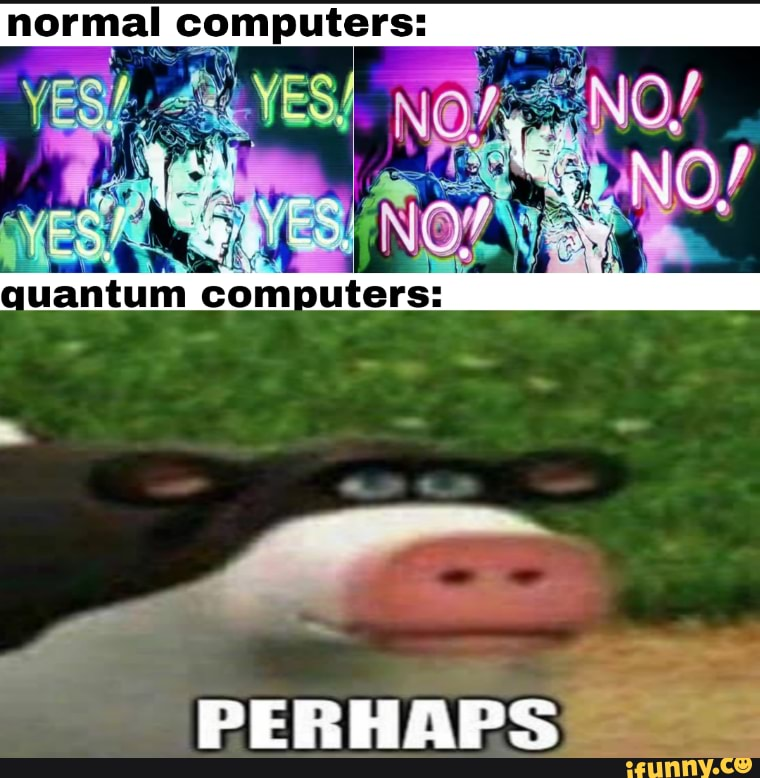 normal computers:
YES! YES! NO! NO!
YES! YES. NO! NO!
quantum computers:
PERHAPS
ifunny.co